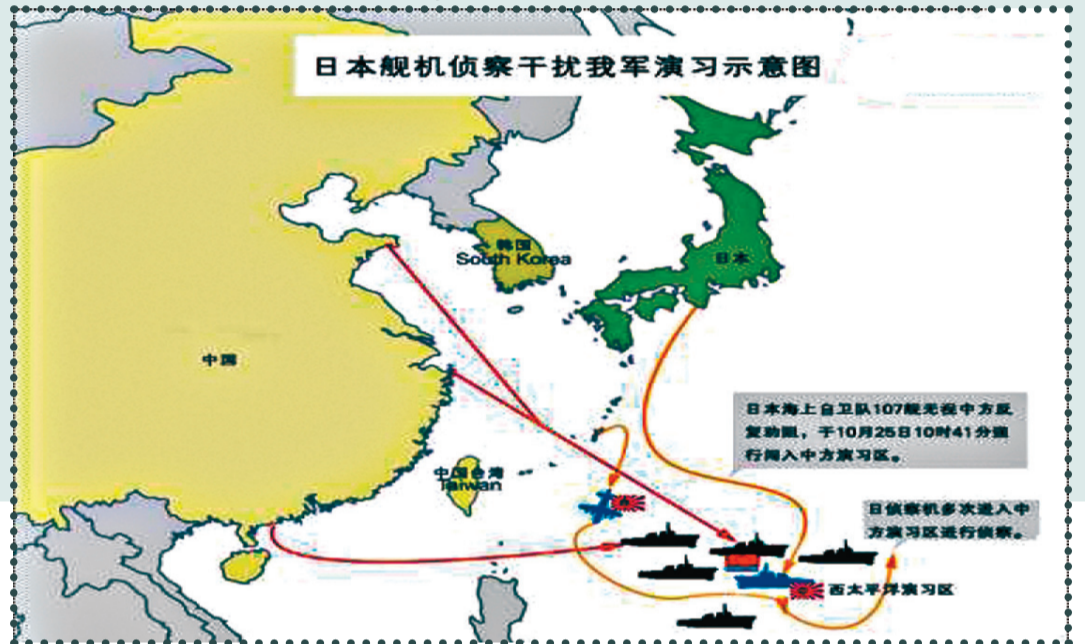 日本舰机侦察干扰我军演习示意图
韩国
South Korea
日本
中国
日本海上自卫队107舰无视中方反
复劝阻，于10月25日10时41分强
行闯入中方演习区。
中国台湾
Taiwan
日侦察机多次进入中
方演习区进行侦察。
西太平洋演习区